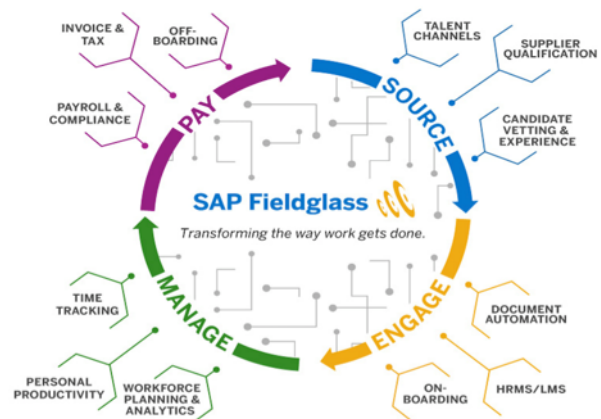 INVOICE &
TAX
OFF-
BOARDING
PAYROLL &
COMPLIANCE
PAY
TALENT
CHANNELS
SUPPLIER
QUALIFICATION
CANDIDATE
VETTING &
EXPERIENCE
SOURCE
SAP Fieldglass
Transforming the way work gets done.
DOCUMENT
AUTOMATION
HRMS/LMS
ON-
BOARDING
ENGAGE
TIME
TRACKING
PERSONAL
PRODUCTIVITY
WORKFORCE
PLANNING &
ANALYTICS
MANAGE